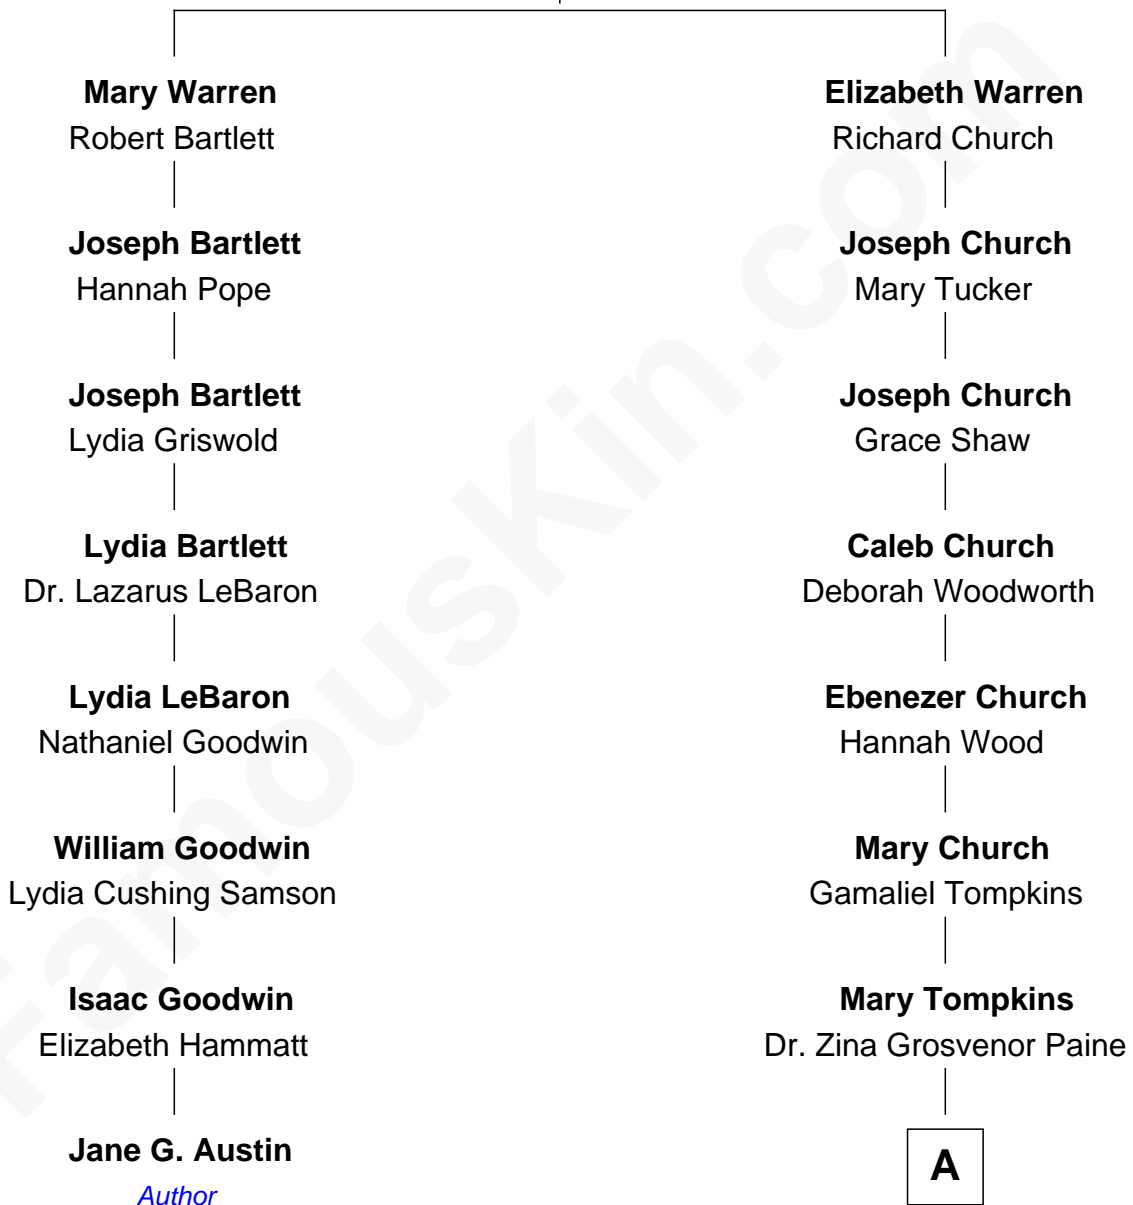 Mary Warren
Robert Bartlett
Joseph Bartlett
Hannah Pope
Joseph Bartlett
Lydia Griswold
Lydia Bartlett
Dr. Lazarus LeBaron
Lydia LeBaron
Nathaniel Goodwin
William Goodwin
Lydia Cushing Samson
Isaac Goodwin
Elizabeth Hammatt
Jane G. Austin
Author
Elizabeth Warren
Richard Church
Joseph Church
Mary Tucker
Joseph Church
Grace Shaw
Caleb Church
Deborah Woodworth
Ebenezer Church
Hannah Wood
Mary Church
Gamaliel Tompkins
Mary Tompkins
Dr. Zina Grosvenor Paine
A
FamousKin.com